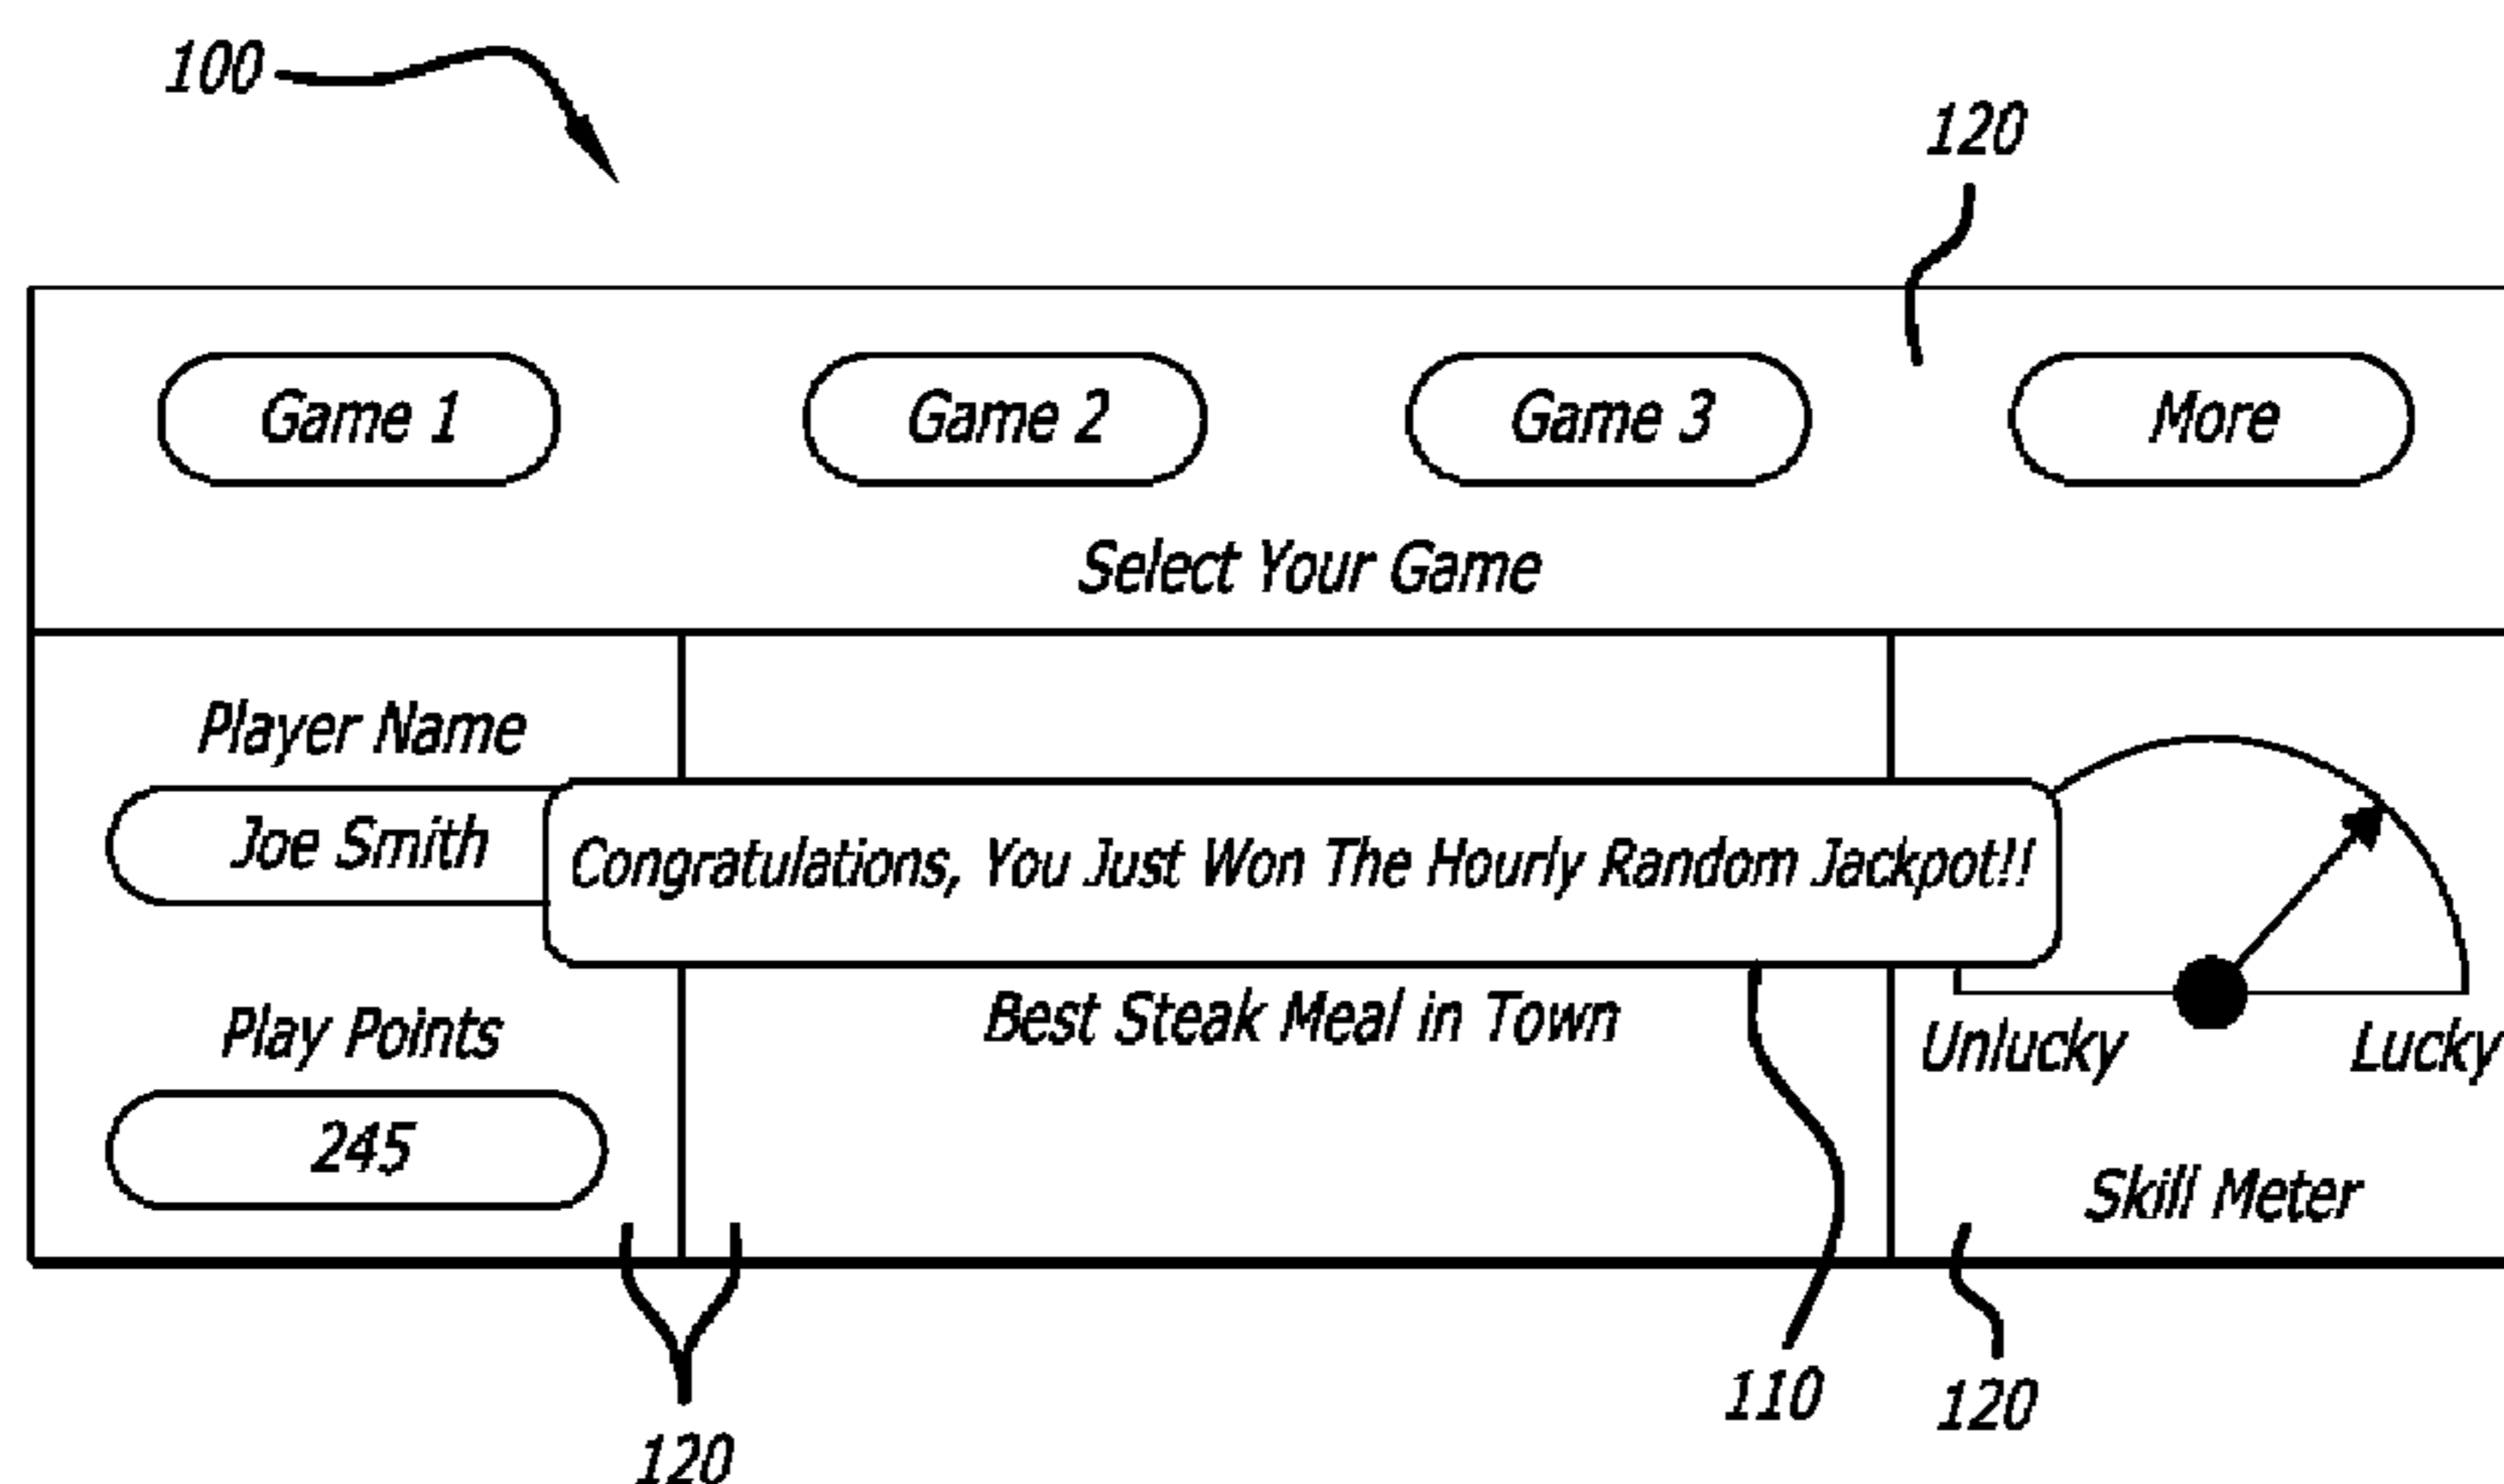 100
120
Game 1 Game 2 Game 3 More
Select Your Game
Player Name
Joe Smith
Congratulations, You Just Won The Hourly Random Jackpot!!
Play Points
245
Best Steak Meal in Town
Unlucky Lucky
Skill Meter
110
120
120